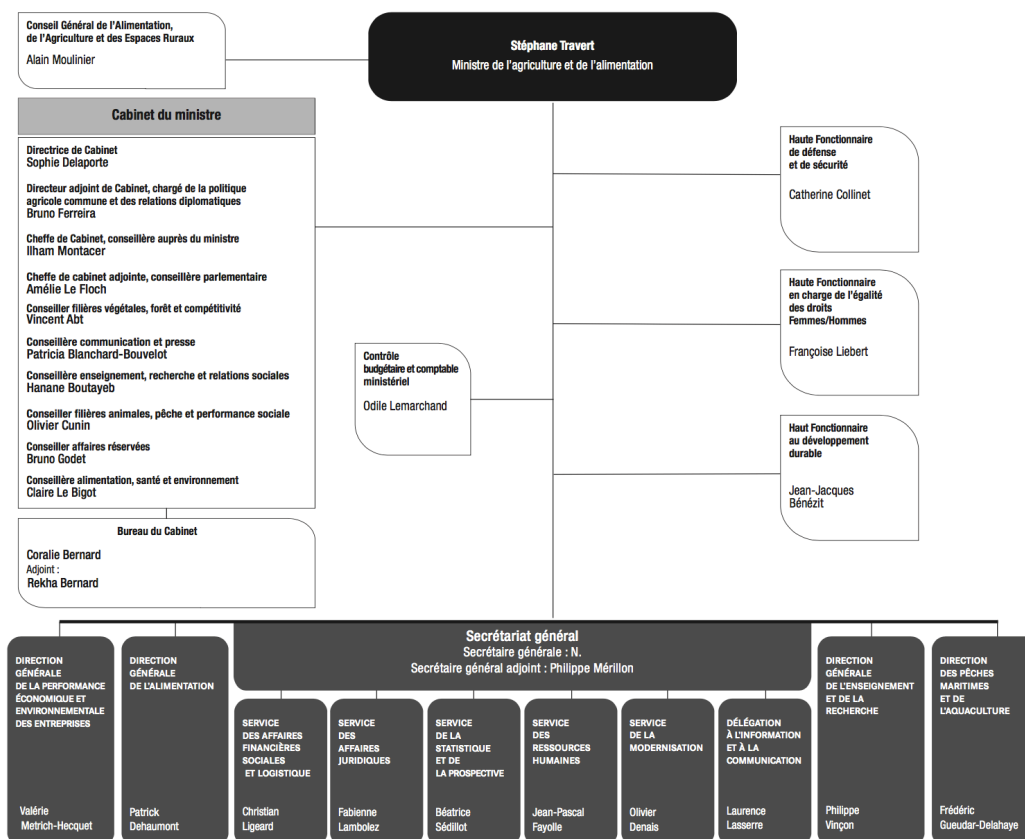 Conseil Général de l'Alimentation,
de l'Agriculture et des Espaces Ruraux
Alain Moulinier
Stéphane Travert
Ministre de l'agriculture et de l'alimentation
Cabinet du ministre
Directrice de Cabinet
Sophie Delaporte
Directeur adjoint de Cabinet, chargé de la politique
agricole commune et des relations diplomatiques
Bruno Ferreira
Cheffe de Cabinet, conseillère auprès du ministre
Ilham Montacer
Cheffe de cabinet adjointe, conseillère parlementaire
Amélie Le Floch
Conseiller filières végétales, forêt et compétitivité
Vincent Abt
Conseillère communication et presse
Patricia Blanchard-Bouvelot
Conseillère enseignement, recherche et relations sociales
Hanane Boutayeb
Conseiller filières animales, pêche et performance sociale
Olivier Cunin
Conseiller affaires réservées
Bruno Godet
Conseillère alimentation, santé et environnement
Claire Le Bigot
Bureau du Cabinet
Coralie Bernard
Adjoint :
Rekha Bernard
Contrôle
budgétaire et comptable
ministériel
Odile Lemarchand
Haute Fonctionnaire
de défense
et de sécurité
Catherine Collinet
Haute Fonctionnaire
en charge de l'égalité
des droits
Femmes/Hommes
Françoise Liebert
Haut Fonctionnaire
au développement
durable
Jean-Jacques
Bénézit
DIRECTION
GÉNÉRALE
DE LA PERFORMANCE
ÉCONOMIQUE ET
ENVIRONNEMENTALE
DES ENTREPRISES
Valérie
Metrich-Hecquet
DIRECTION
GÉNÉRALE
DE L'ALIMENTATION
Patrick
Dehaumont
Secrétariat général
Secrétaire générale : N.
Secrétaire général adjoint : Philippe Mérillon
SERVICE
DES AFFAIRES
FINANCIÈRES
SOCIALES
ET LOGISTIQUE
Christian
Ligeard
SERVICE
DES
AFFAIRES
JURIDIQUES
Fabienne
Lambolez
SERVICE
DE LA
STATISTIQUE
ET DE
LA PROSPECTIVE
Béatrice
Sédillot
SERVICE
DES
RESSOURCES
HUMAINES
Jean-Pascal
Fayolle
SERVICE
DE LA
MODERNISATION
Olivier
Denais
DÉLÉGATION
À L'INFORMATION
ET À LA
COMMUNICATION
Laurence
Lasserre
DIRECTION
GÉNÉRALE
DE L'ENSEIGNEMENT
ET DE LA
RECHERCHE
Philippe
Vinçon
DIRECTION
DES PÊCHES
MARITIMES
ET DE
L'AQUACULTURE
Frédéric
Gueudar-Delahaye